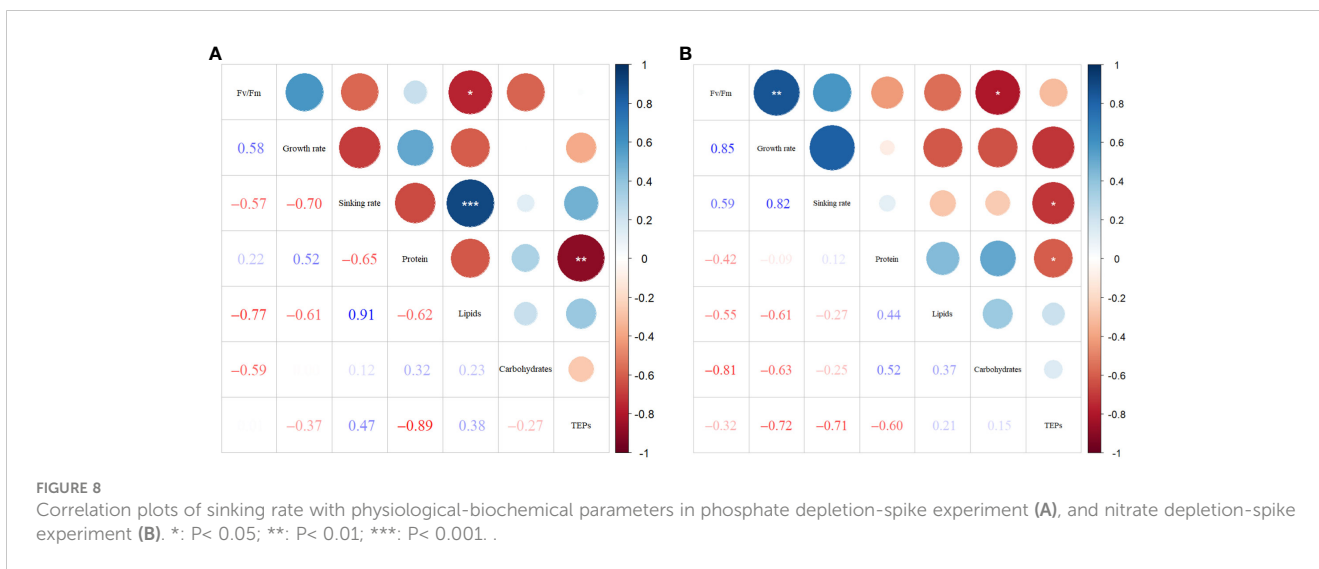 A
B
Fv/Fm * 1
** * 1
0.8
0.58 Growth rate
0.6
−0.57 −0.70 Sinking rate ***
0.4
0.2
0.22 0.52 −0.65 Protein **
0
-0.2
−0.77 −0.61 0.91 −0.62 Lipids
-0.4
−0.59 0.12 0.32 0.23 Carbohydrates
-0.6
-0.8
−0.37 0.47 −0.89 0.38 −0.27 TEPs
-1
Fv/Fm
0.8
0.85 Growth rate
0.6
0.59 0.82 Sinking rate *
0.4
0.2
−0.42 −0.09 0.12 Protein *
0
-0.2
−0.55 −0.61 −0.27 0.44 Lipids
-0.4
−0.81 −0.63 −0.25 0.52 0.37 Carbohydrates
-0.6
-0.8
−0.32 −0.72 −0.71 −0.60 0.21 0.15 TEPs
-1
FIGURE 8
Correlation plots of sinking rate with physiological-biochemical parameters in phosphate depletion-spike experiment (A), and nitrate depletion-spike
experiment (B). *: P< 0.05; **: P< 0.01; ***: P< 0.001. .